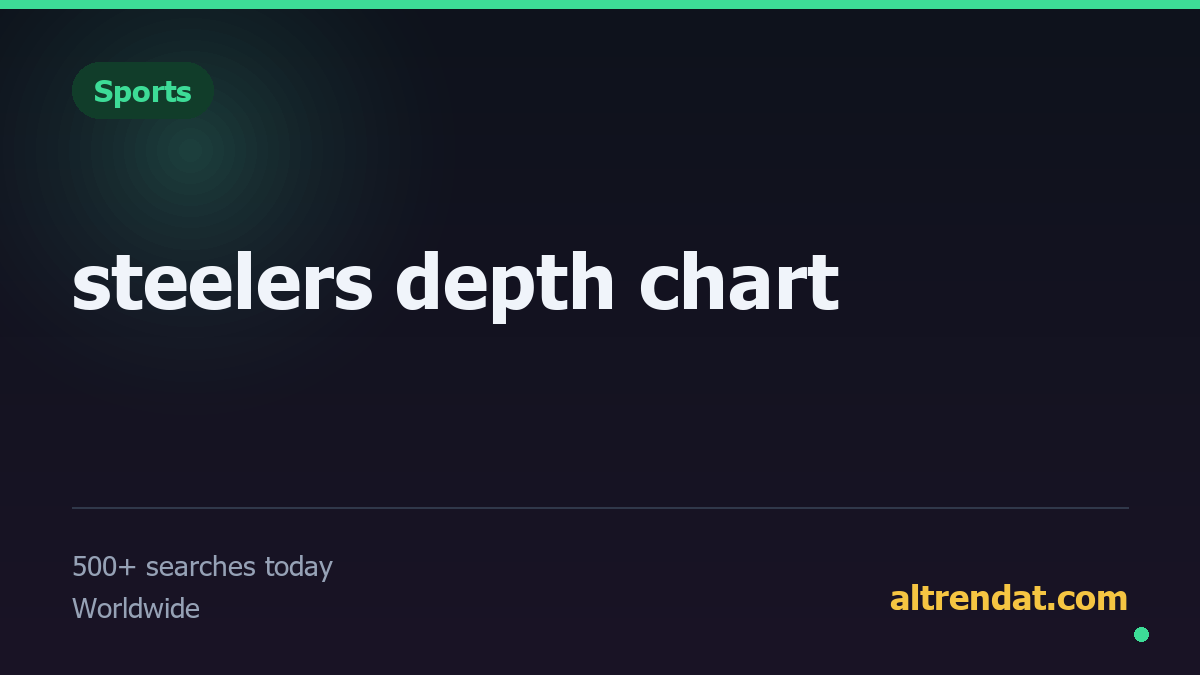 Sports
steelers depth chart
500+ searches today
Worldwide
altrendat.com